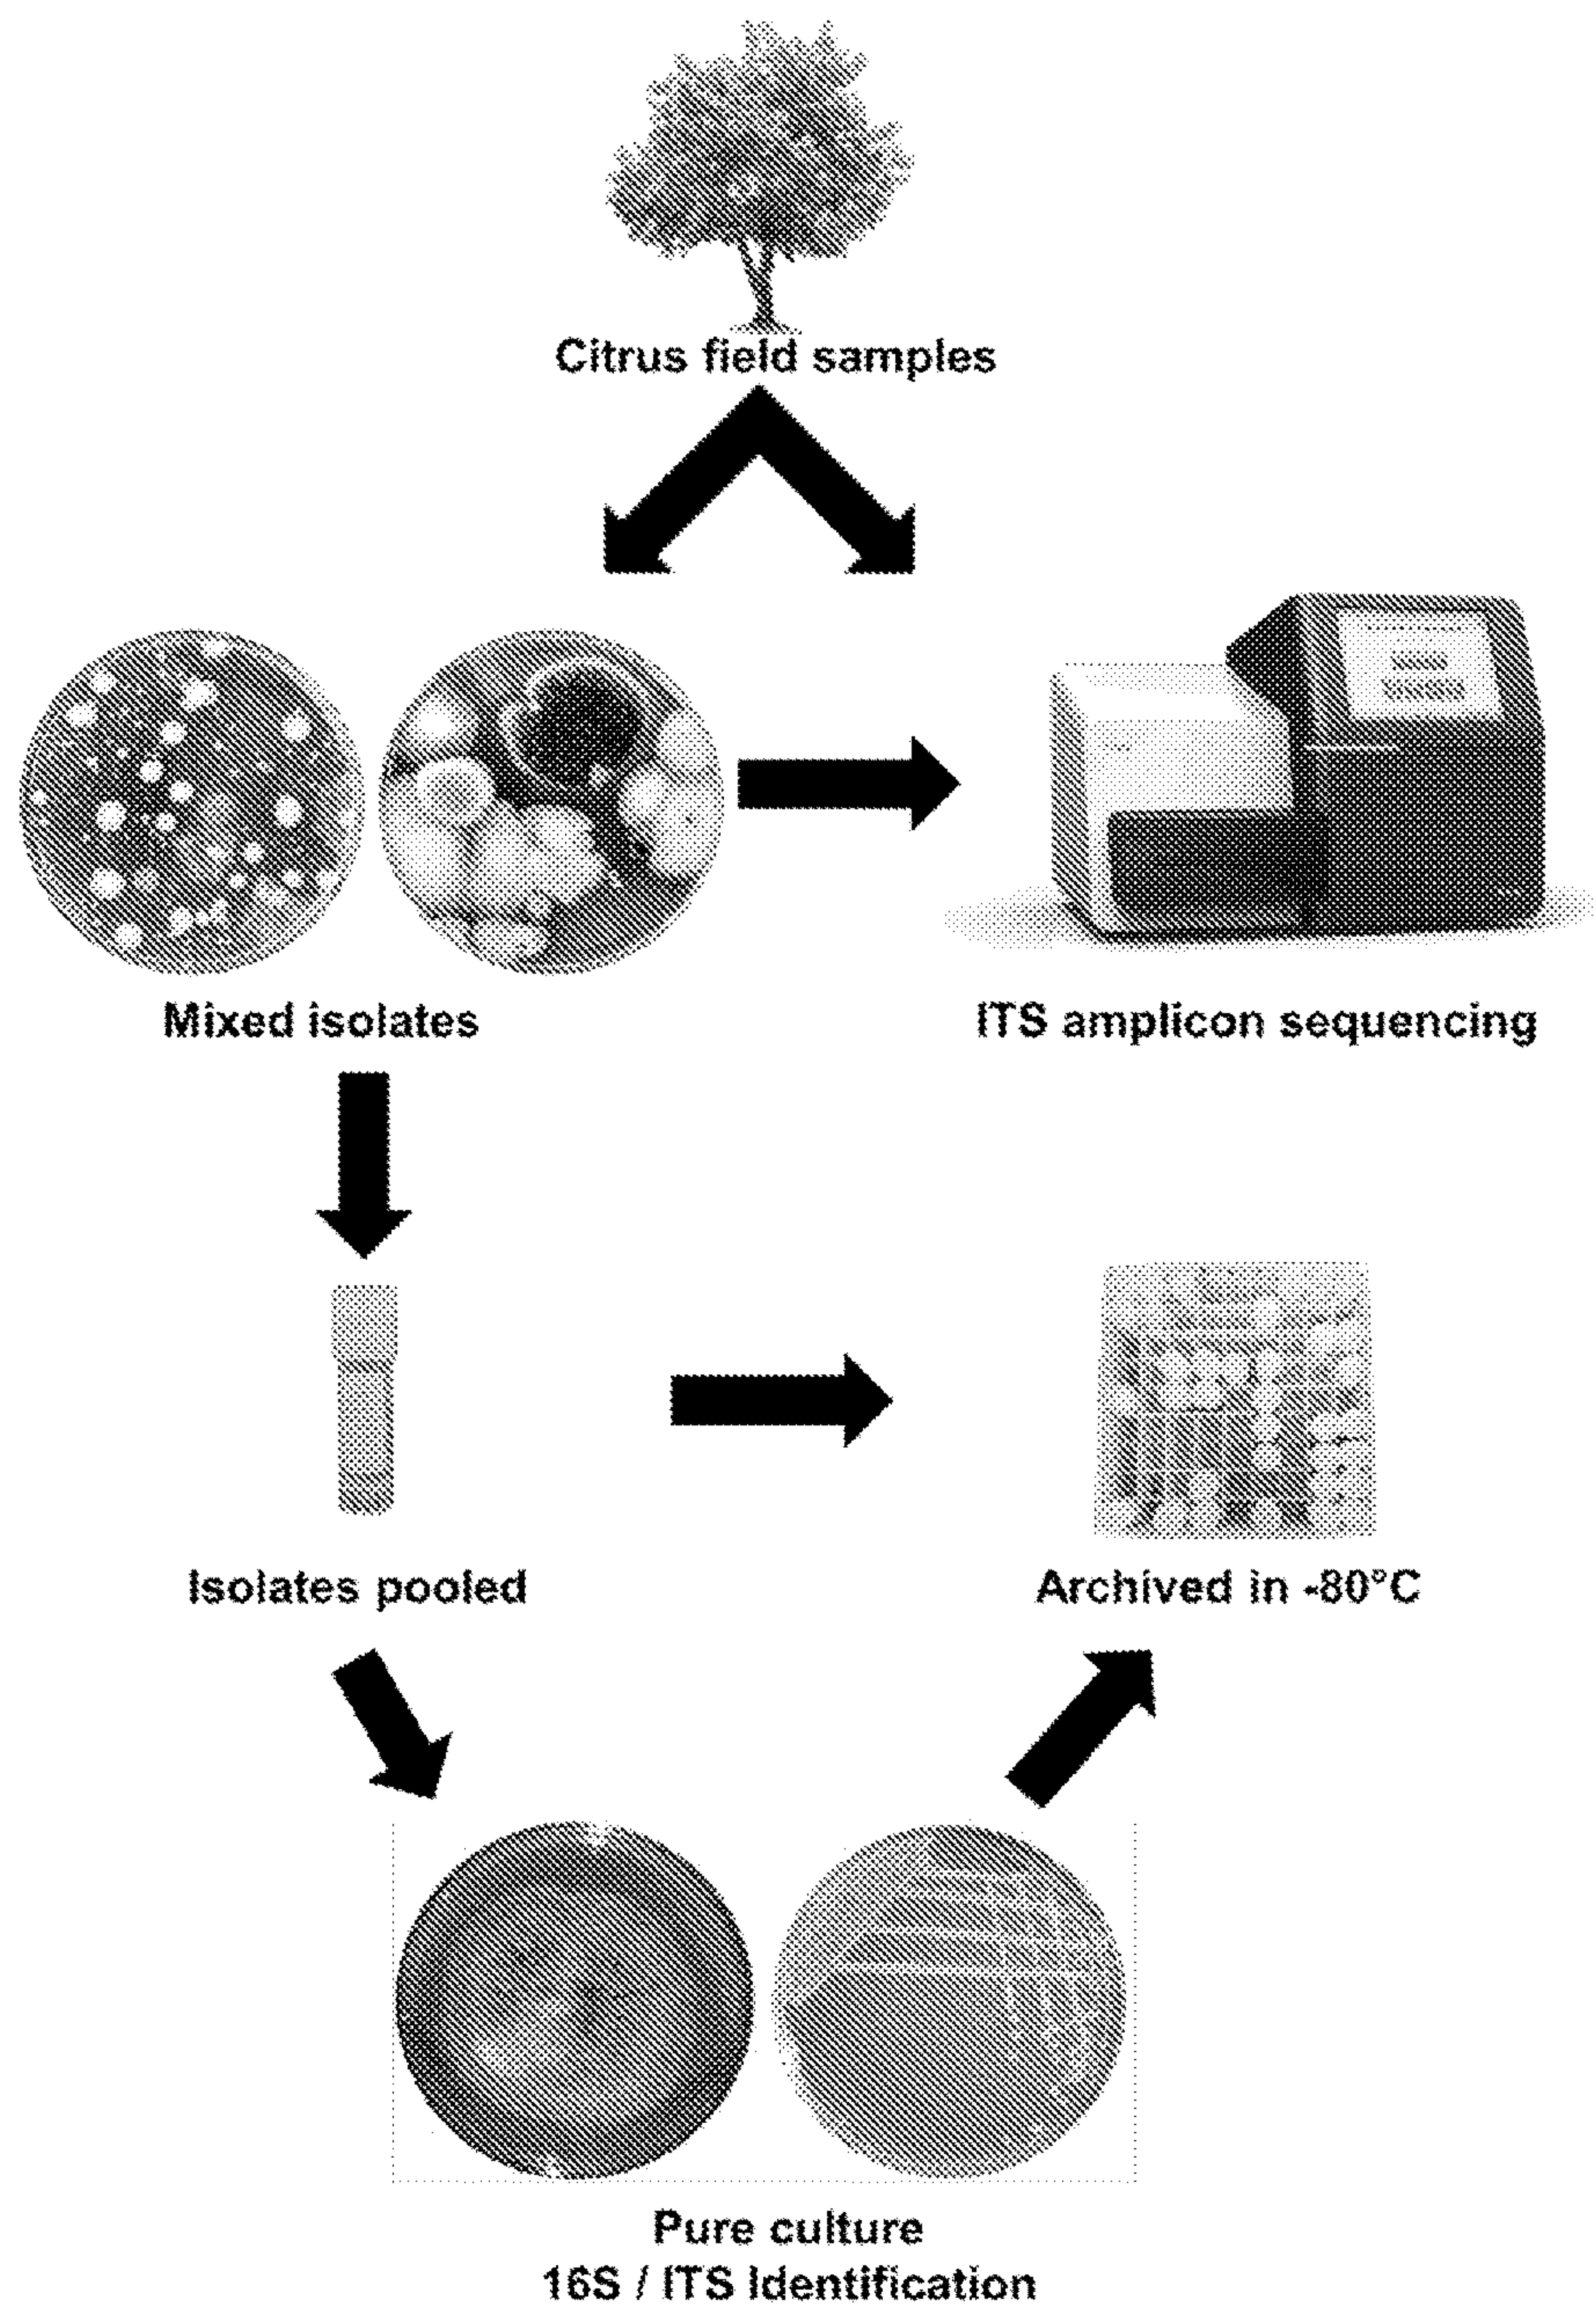 Citrus field samples
Mixed isolates
ITS amplicon sequencing
Isolates pooled
Archived in -80°C
Pure culture
16S / ITS Identification